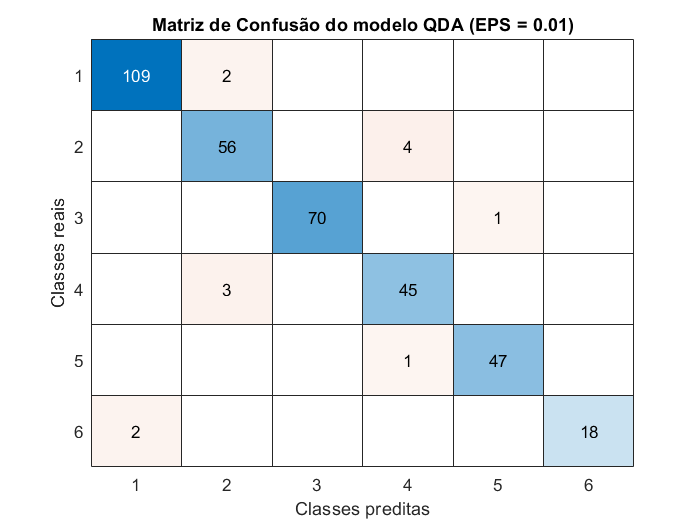 Matriz de Confusão do modelo QDA (EPS = 0.01)
Classes reais
1 109 2
2 56 4
3 70 1
4 3 45
5 1 47
6 2 18
1 2 3 4 5 6
Classes preditas